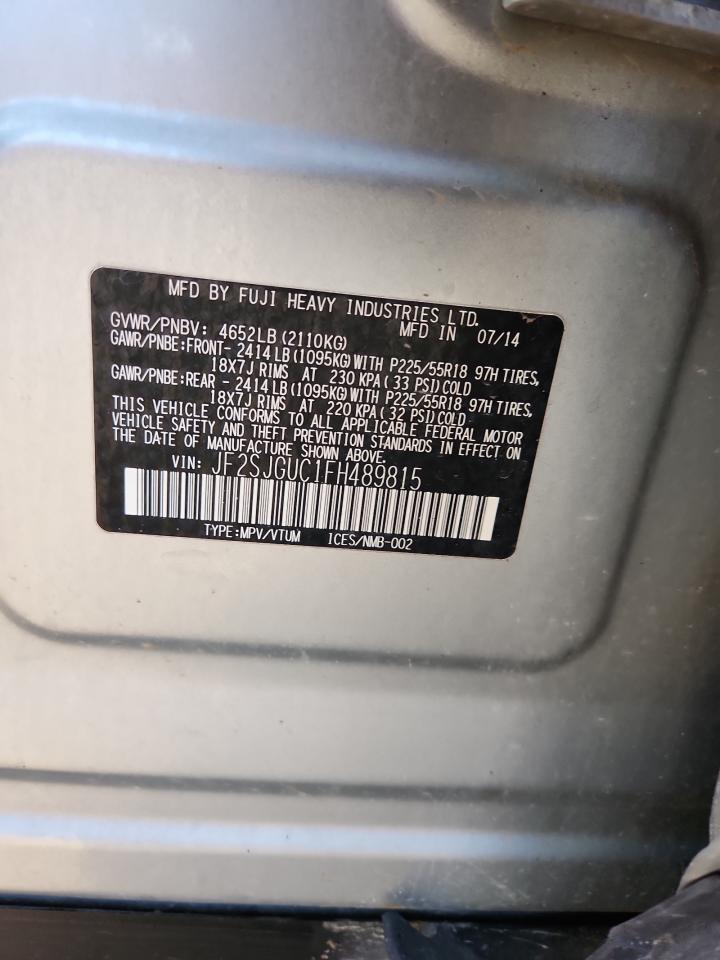 MFD BY FUJI HEAVY INDUSTRIES LTD.
GVWR/PNBV: 4652LB (2110KG) MFD IN 07/14
GAWR/PNBE:FRONT- 2414LB (1095KG) WITH P225/55R18 97H TIRES,
18X7J RIMS AT 230 KPA (33 PSI) COLD
GAWR/PNBE:REAR - 2414LB (1095KG) WITH P225/55R18 97H TIRES,
18X7J RIMS AT 220 KPA (32 PSI) COLD
THIS VEHICLE CONFORMS TO ALL APPLICABLE FEDERAL MOTOR
VEHICLE SAFETY AND THEFT PREVENTION STANDARDS IN EFFECT ON
THE DATE OF MANUFACTURE SHOWN ABOVE.
VIN: JF2SJGUC1FH489815
TYPE:MPV/VTUM ICES/NMB-002